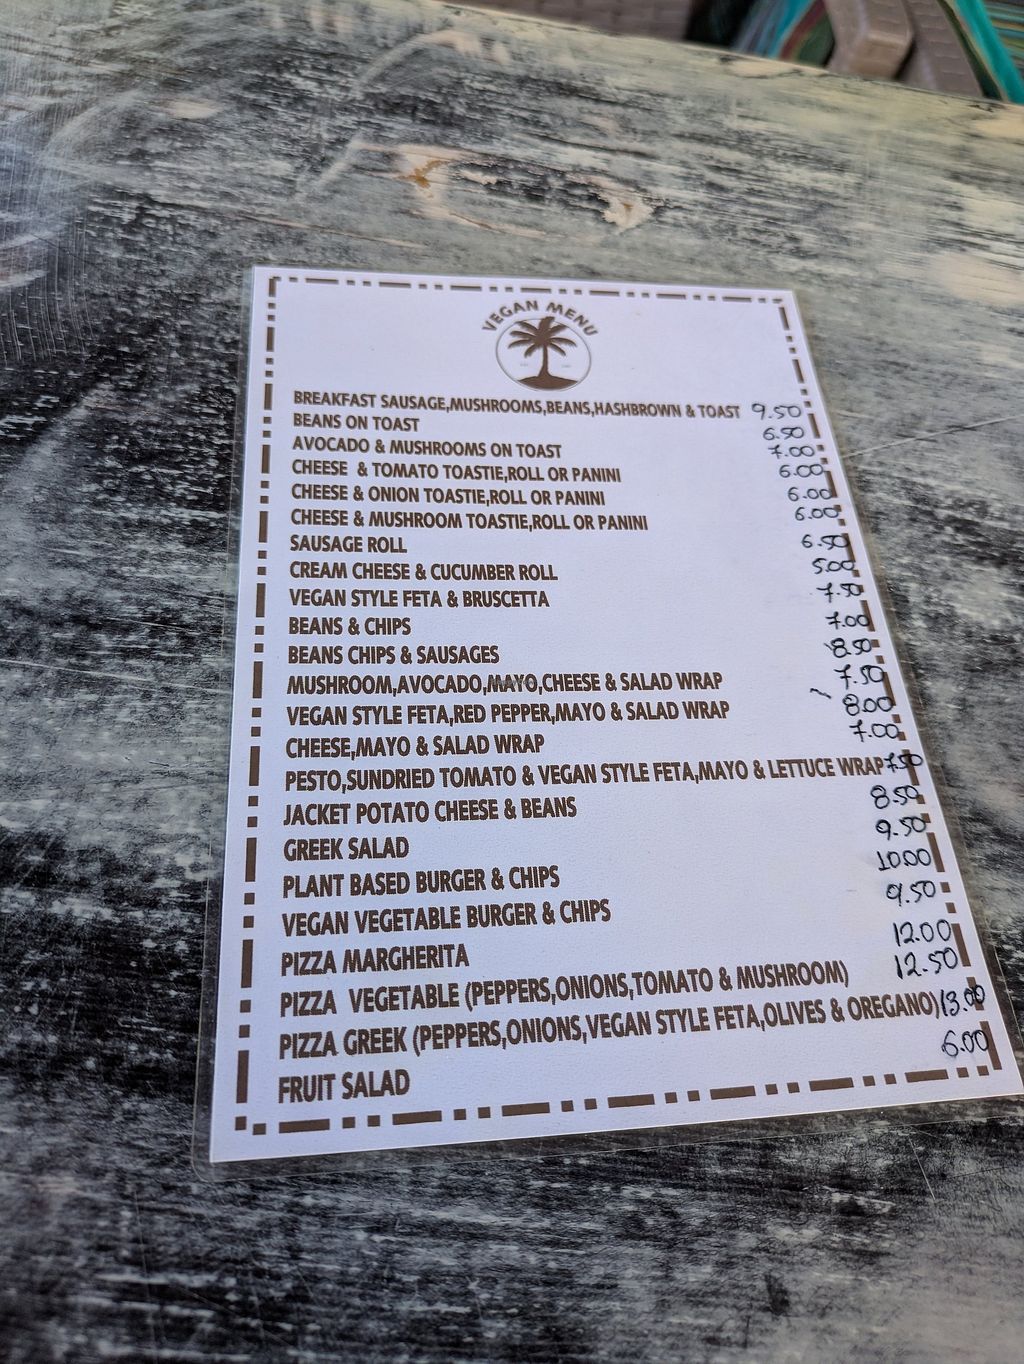 VEGAN MENU
BREAKFAST SAUSAGE,MUSHROOMS,BEANS,HASHBROWN & TOAST 9.50
BEANS ON TOAST 6.50
AVOCADO & MUSHROOMS ON TOAST 7.00
CHEESE & TOMATO TOASTIE,ROLL OR PANINI 6.00
CHEESE & ONION TOASTIE,ROLL OR PANINI 6.00
CHEESE & MUSHROOM TOASTIE,ROLL OR PANINI 6.00
SAUSAGE ROLL 6.50
CREAM CHEESE & CUCUMBER ROLL 5.00
VEGAN STYLE FETA & BRUSCETTA 7.50
BEANS & CHIPS 7.00
BEANS CHIPS & SAUSAGES 8.50
MUSHROOM,AVOCADO,MAYO,CHEESE & SALAD WRAP 7.50
VEGAN STYLE FETA,RED PEPPER,MAYO & SALAD WRAP 8.00
CHEESE,MAYO & SALAD WRAP 7.00
PESTO,SUNDRIED TOMATO & VEGAN STYLE FETA,MAYO & LETTUCE WRAP 7.50
JACKET POTATO CHEESE & BEANS 8.50
GREEK SALAD 9.50
PLANT BASED BURGER & CHIPS 10.00
VEGAN VEGETABLE BURGER & CHIPS 9.50
PIZZA MARGHERITA 12.00
PIZZA VEGETABLE (PEPPERS,ONIONS,TOMATO & MUSHROOM) 12.50
PIZZA GREEK (PEPPERS,ONIONS,VEGAN STYLE FETA,OLIVES & OREGANO) 13.00
FRUIT SALAD 6.00